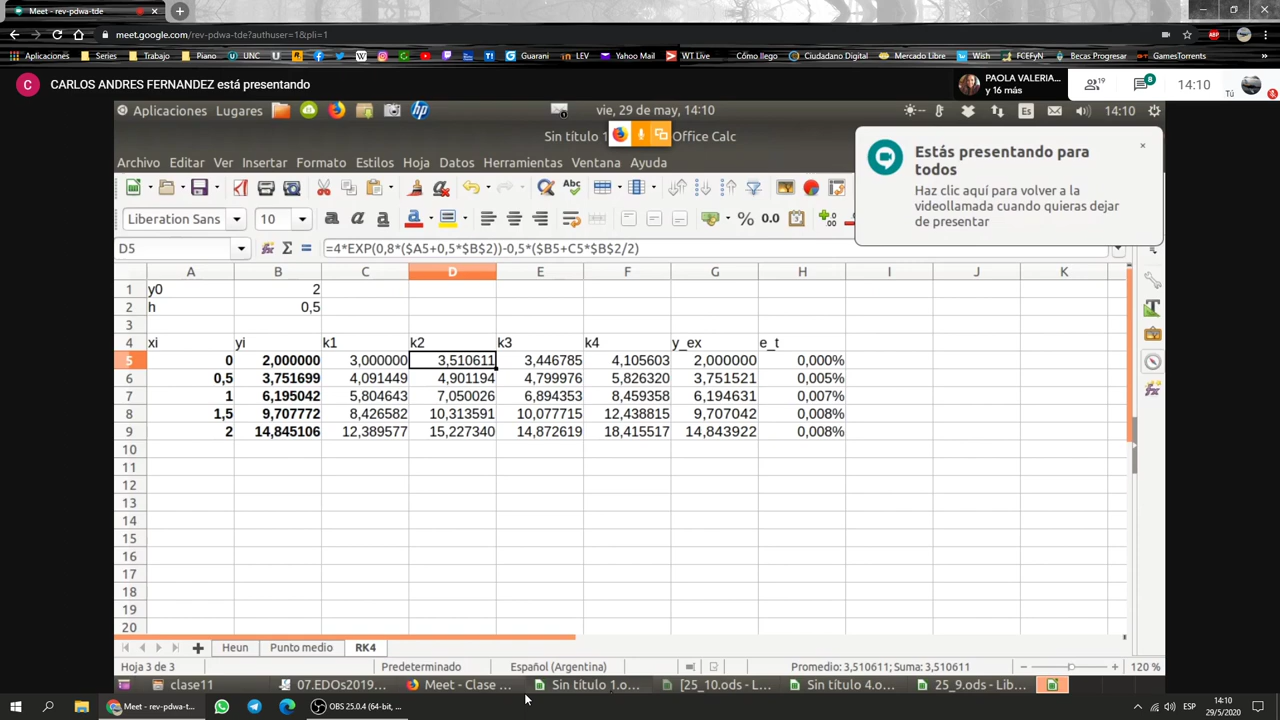 Meet - rev-pdwa-tde
meet.google.com/rev-pdwa-tde?authuser=1&pli=1
Aplicaciones Series Trabajo Piano UNC Guarani LEV Yahoo Mail WT Live Cómo llego Ciudadano Digital Mercado Libre Wish FCEFyN Becas Progresar GamesTorrents
C CARLOS ANDRES FERNANDEZ está presentando
PAOLA VALERIA...
y 16 más
19
8
14:10
Tú
Aplicaciones Lugares vie, 29 de may, 14:10 Es 14:10
Sin título 1 Office Calc
Archivo Editar Ver Insertar Formato Estilos Hoja Datos Herramientas Ventana Ayuda
Estás presentando para
todos
Haz clic aquí para volver a la
videollamada cuando quieras dejar
de presentar
Liberation Sans 10
D5 =4*EXP(0,8*($A5+0,5*$B$2))-0,5*($B5+C5*$B$2/2)
A B C D E F G H I J K
1 y0 2
2 h 0,5
3
4 xi yi k1 k2 k3 k4 y_ex e_t
5 0 2,000000 3,000000 3,510611 3,446785 4,105603 2,000000 0,000%
6 0,5 3,751699 4,091449 4,901194 4,799976 5,826320 3,751521 0,005%
7 1 6,195042 5,804643 7,050026 6,894353 8,459358 6,194631 0,007%
8 1,5 9,707772 8,426582 10,313591 10,077715 12,438815 9,707042 0,008%
9 2 14,845106 12,389577 15,227340 14,872619 18,415517 14,843922 0,008%
10
11
12
13
14
15
16
17
18
19
20
Heun Punto medio RK4
Hoja 3 de 3 Predeterminado Español (Argentina) Promedio: 3,510611; Suma: 3,510611 120 %
clase11 07.EDOs2019... Meet - Clase ... Sin título 1.o... [25_10.ods - L... Sin título 4.o... 25_9.ods - Lib...
Meet - rev-pdwa-t... OBS 25.0.4 (64-bit, ... ESP 14:10
29/5/2020